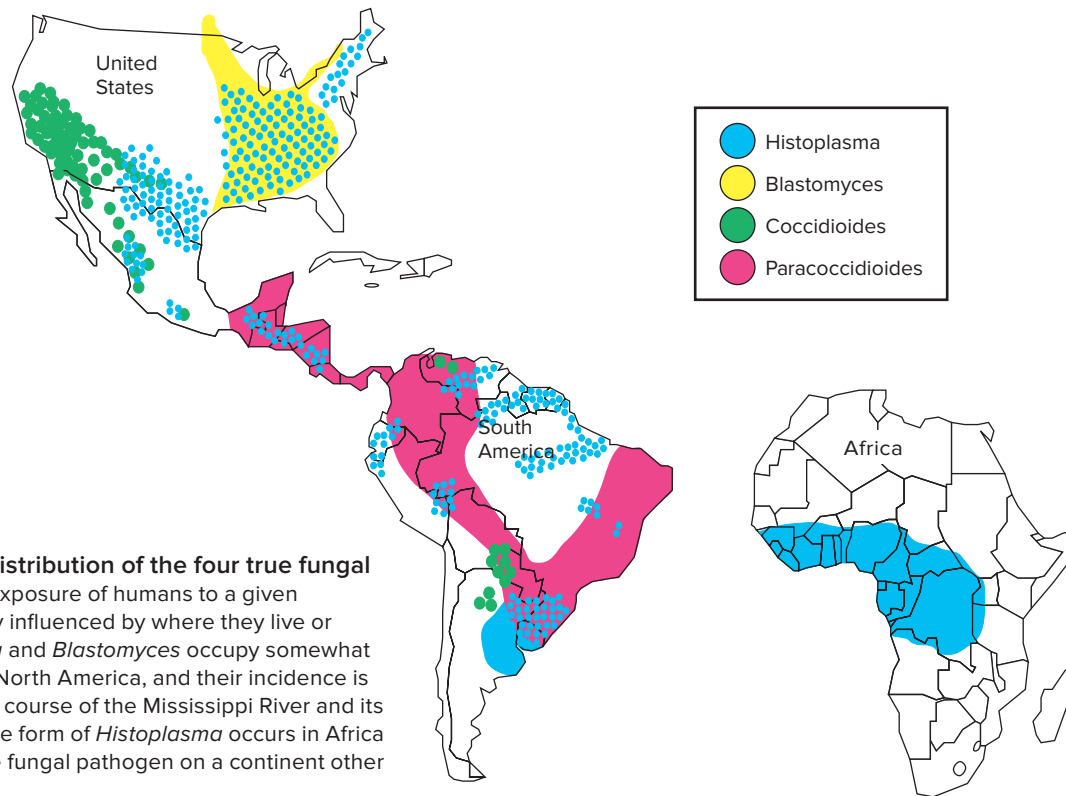 United
States
Histoplasma
Blastomyces
Coccidioides
Paracoccidioides
South
America
Africa
istribution of the four true fungal
xposure of humans to a given
influenced by where they live or
and Blastomyces occupy somewhat
North America, and their incidence is
course of the Mississippi River and its
e form of Histoplasma occurs in Africa
fungal pathogen on a continent other